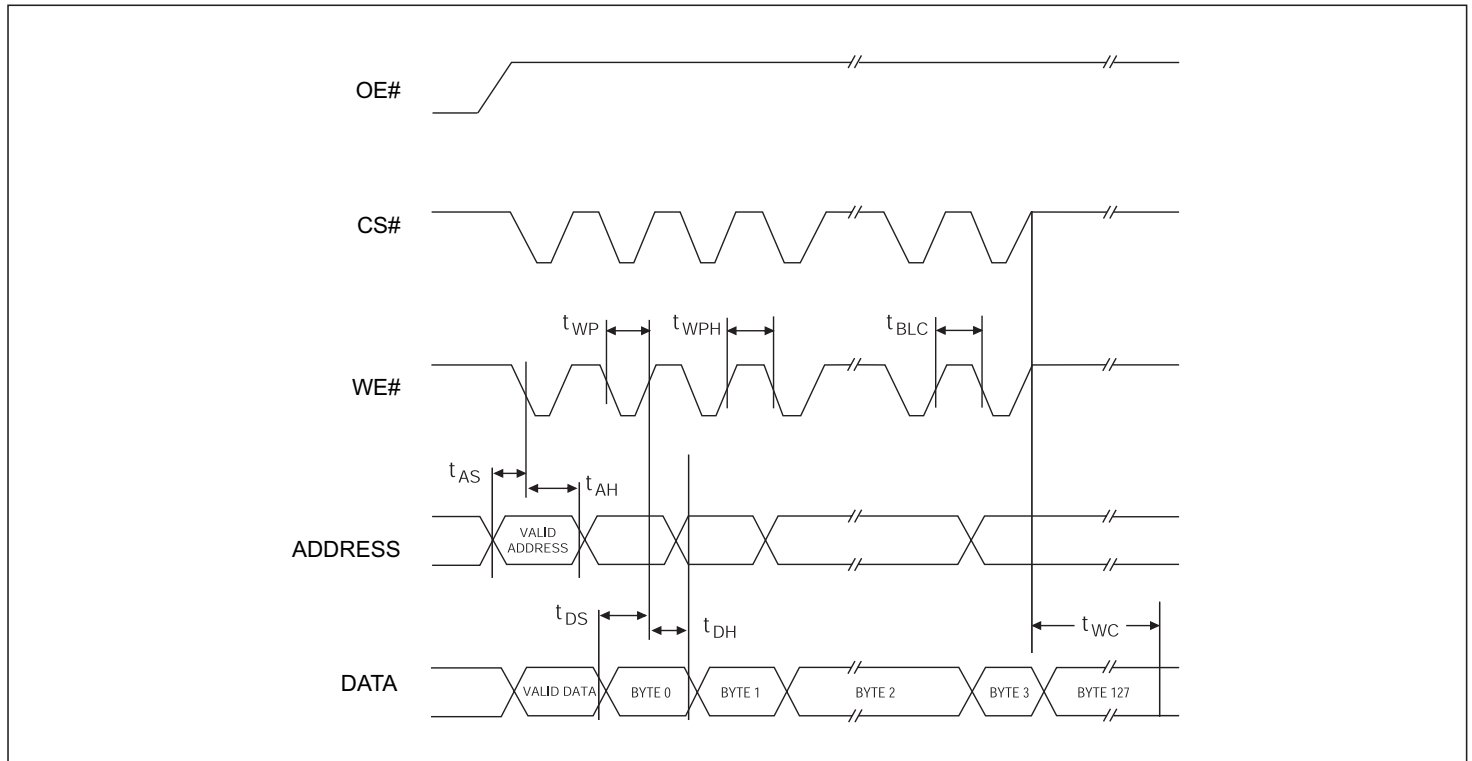 OE#
CS#
t WP
t WPH
t BLC
WE#
t AS
t AH
VALID
ADDRESS
ADDRESS
t DS
t DH
t WC
DATA
VALID DATA
BYTE 0
BYTE 1
BYTE 2
BYTE 3
BYTE 127